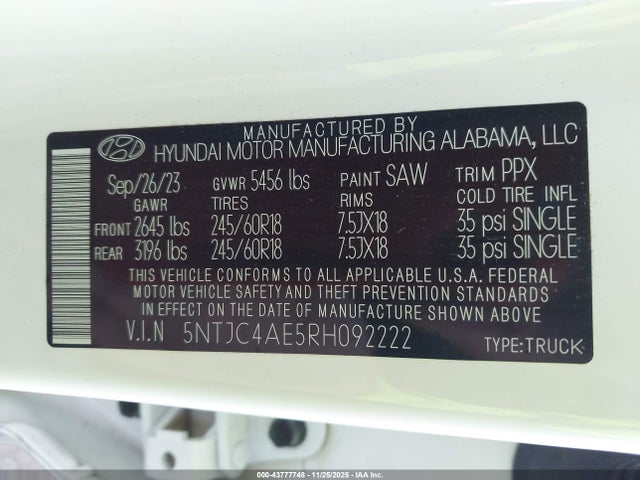 MANUFACTURED BY
HYUNDAI MOTOR MANUFACTURING ALABAMA, LLC
Sep/26/23 GVWR 5456 lbs PAINT SAW TRIM PPX
GAWR TIRES RIMS COLD TIRE INFL
FRONT 2645 lbs 245/60R18 7.5JX18 35 psi SINGLE
REAR 3196 lbs 245/60R18 7.5JX18 35 psi SINGLE
THIS VEHICLE CONFORMS TO ALL APPLICABLE U.S.A. FEDERAL
MOTOR VEHICLE SAFETY AND THEFT PREVENTION STANDARDS
IN EFFECT ON THE DATE OF MANUFACTURE SHOWN ABOVE
V.I.N 5NTJC4AE5RH092222 TYPE:TRUCK
000-43777748 - 11/25/2025 - Copyright © 2025 IAA, Inc.